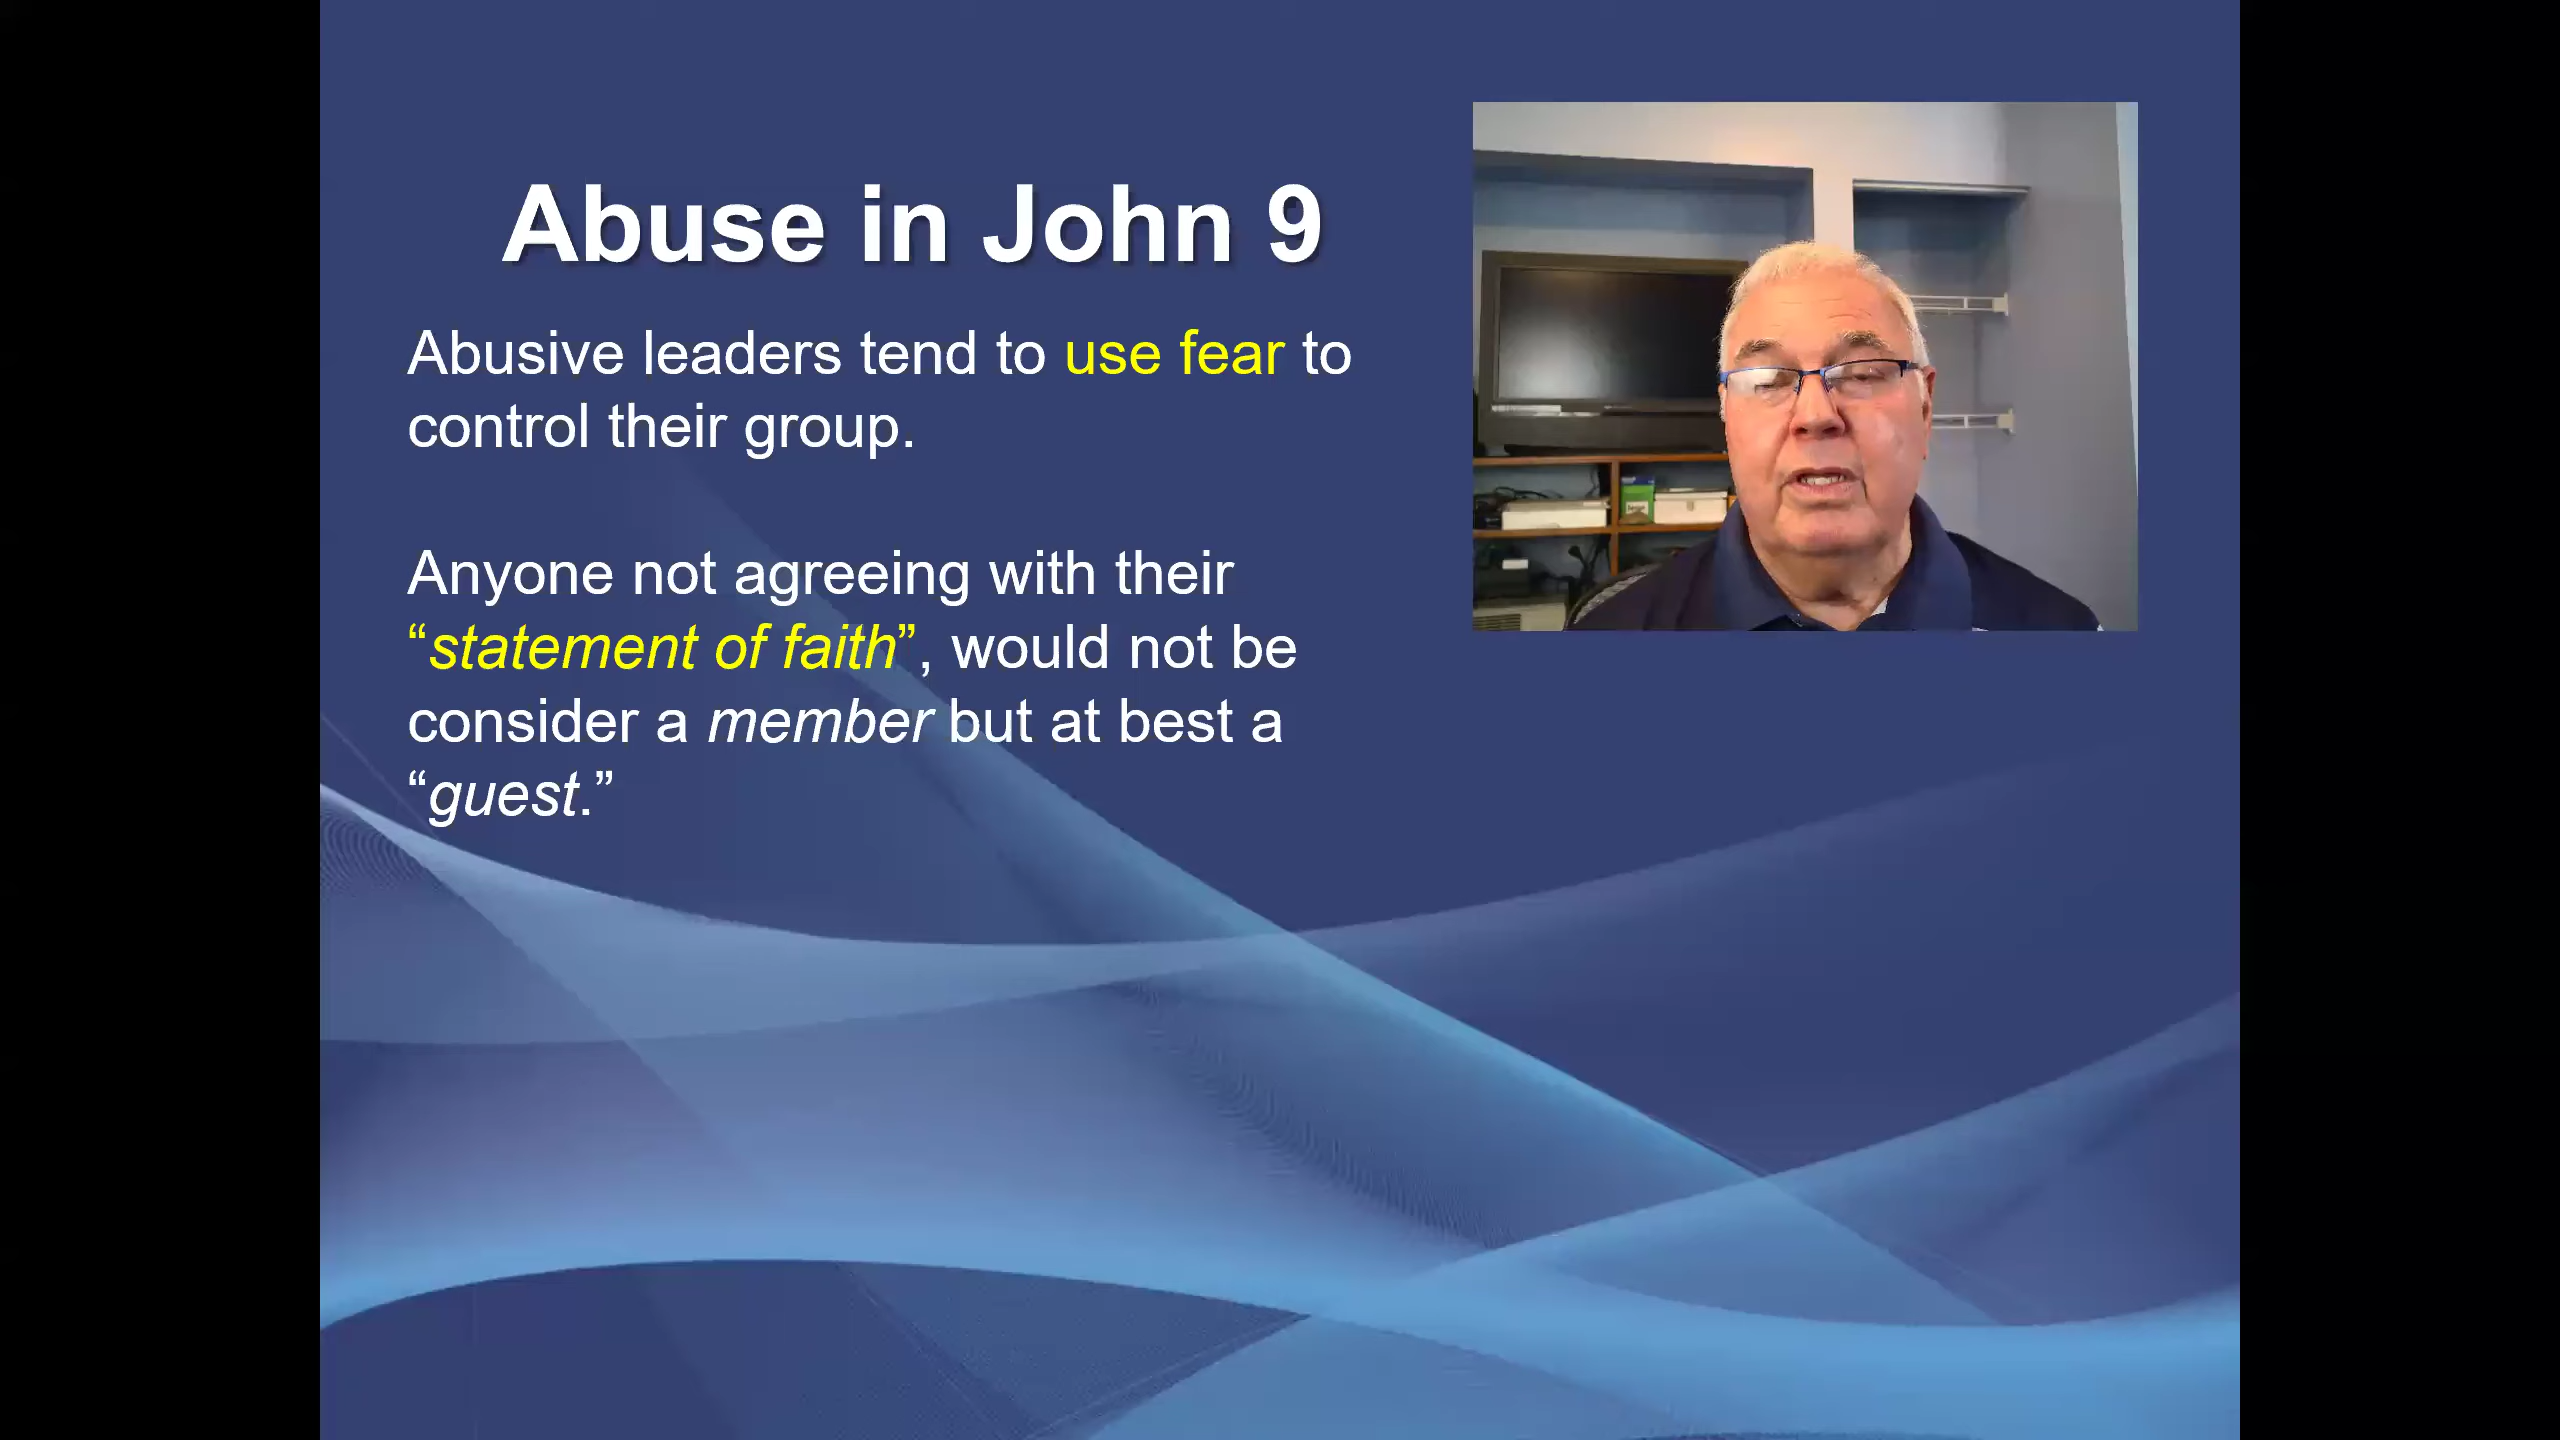 Abuse in John 9
Abusive leaders tend to use fear to
control their group.
Anyone not agreeing with their
“statement of faith”, would not be
consider a member but at best a
“guest.”